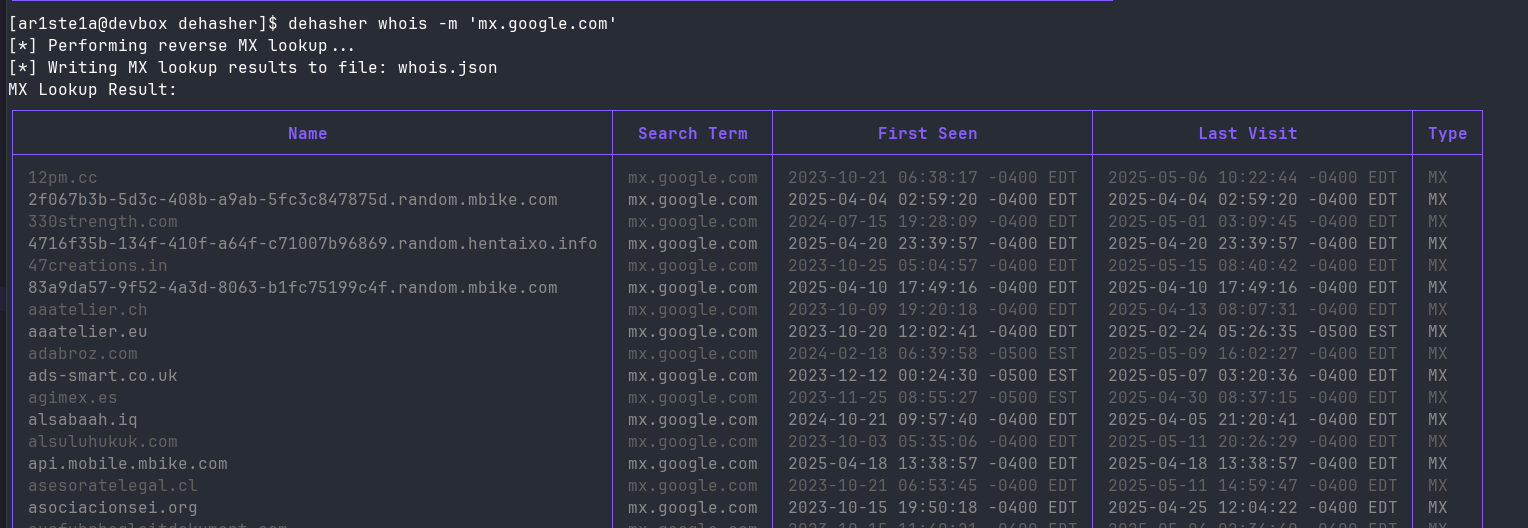 [ar1ste1a@devbox dehasher]$ dehasher whois -m 'mx.google.com'
[*] Performing reverse MX lookup...
[*] Writing MX lookup results to file: whois.json
MX Lookup Result:
Name Search Term First Seen Last Visit Type
12pm.cc mx.google.com 2023-10-21 06:38:17 -0400 EDT 2025-05-06 10:22:44 -0400 EDT MX
2f067b3b-5d3c-408b-a9ab-5fc3c847875d.random.mbike.com mx.google.com 2025-04-04 02:59:20 -0400 EDT 2025-04-04 02:59:20 -0400 EDT MX
330strength.com mx.google.com 2024-07-15 19:28:09 -0400 EDT 2025-05-01 03:09:45 -0400 EDT MX
4716f35b-134f-410f-a64f-c71007b96869.random.hentaixo.info mx.google.com 2025-04-20 23:39:57 -0400 EDT 2025-04-20 23:39:57 -0400 EDT MX
47creations.in mx.google.com 2023-10-25 05:04:57 -0400 EDT 2025-05-15 08:40:42 -0400 EDT MX
83a9da57-9f52-4a3d-8063-b1fc75199c4f.random.mbike.com mx.google.com 2025-04-10 17:49:16 -0400 EDT 2025-04-10 17:49:16 -0400 EDT MX
aaatelier.ch mx.google.com 2023-10-09 19:20:18 -0400 EDT 2025-04-13 08:07:31 -0400 EDT MX
aaatelier.eu mx.google.com 2023-10-20 12:02:41 -0400 EDT 2025-02-24 05:26:35 -0500 EST MX
adabroz.com mx.google.com 2024-02-18 06:39:58 -0500 EST 2025-05-09 16:02:27 -0400 EDT MX
ads-smart.co.uk mx.google.com 2023-12-12 00:24:30 -0500 EST 2025-05-07 03:20:36 -0400 EDT MX
agimex.es mx.google.com 2023-11-25 08:55:27 -0500 EST 2025-04-30 08:37:15 -0400 EDT MX
alsabaah.iq mx.google.com 2024-10-21 09:57:40 -0400 EDT 2025-04-05 21:20:41 -0400 EDT MX
alsuluhukuk.com mx.google.com 2023-10-03 05:35:06 -0400 EDT 2025-05-11 20:26:29 -0400 EDT MX
api.mobile.mbike.com mx.google.com 2025-04-18 13:38:57 -0400 EDT 2025-04-18 13:38:57 -0400 EDT MX
asesoratelegal.cl mx.google.com 2023-10-21 06:53:45 -0400 EDT 2025-05-11 14:59:47 -0400 EDT MX
asociacionsei.org mx.google.com 2023-10-15 19:50:18 -0400 EDT 2025-04-25 12:04:22 -0400 EDT MX